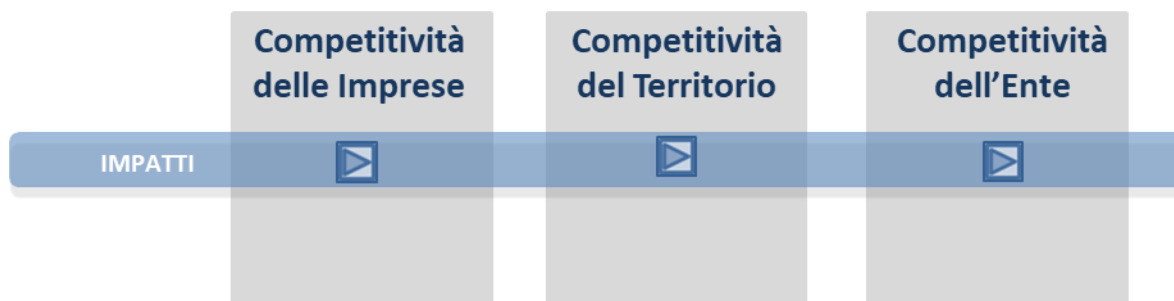 Competitività
delle Imprese
Competitività
del Territorio
Competitività
dell’Ente
IMPATTI